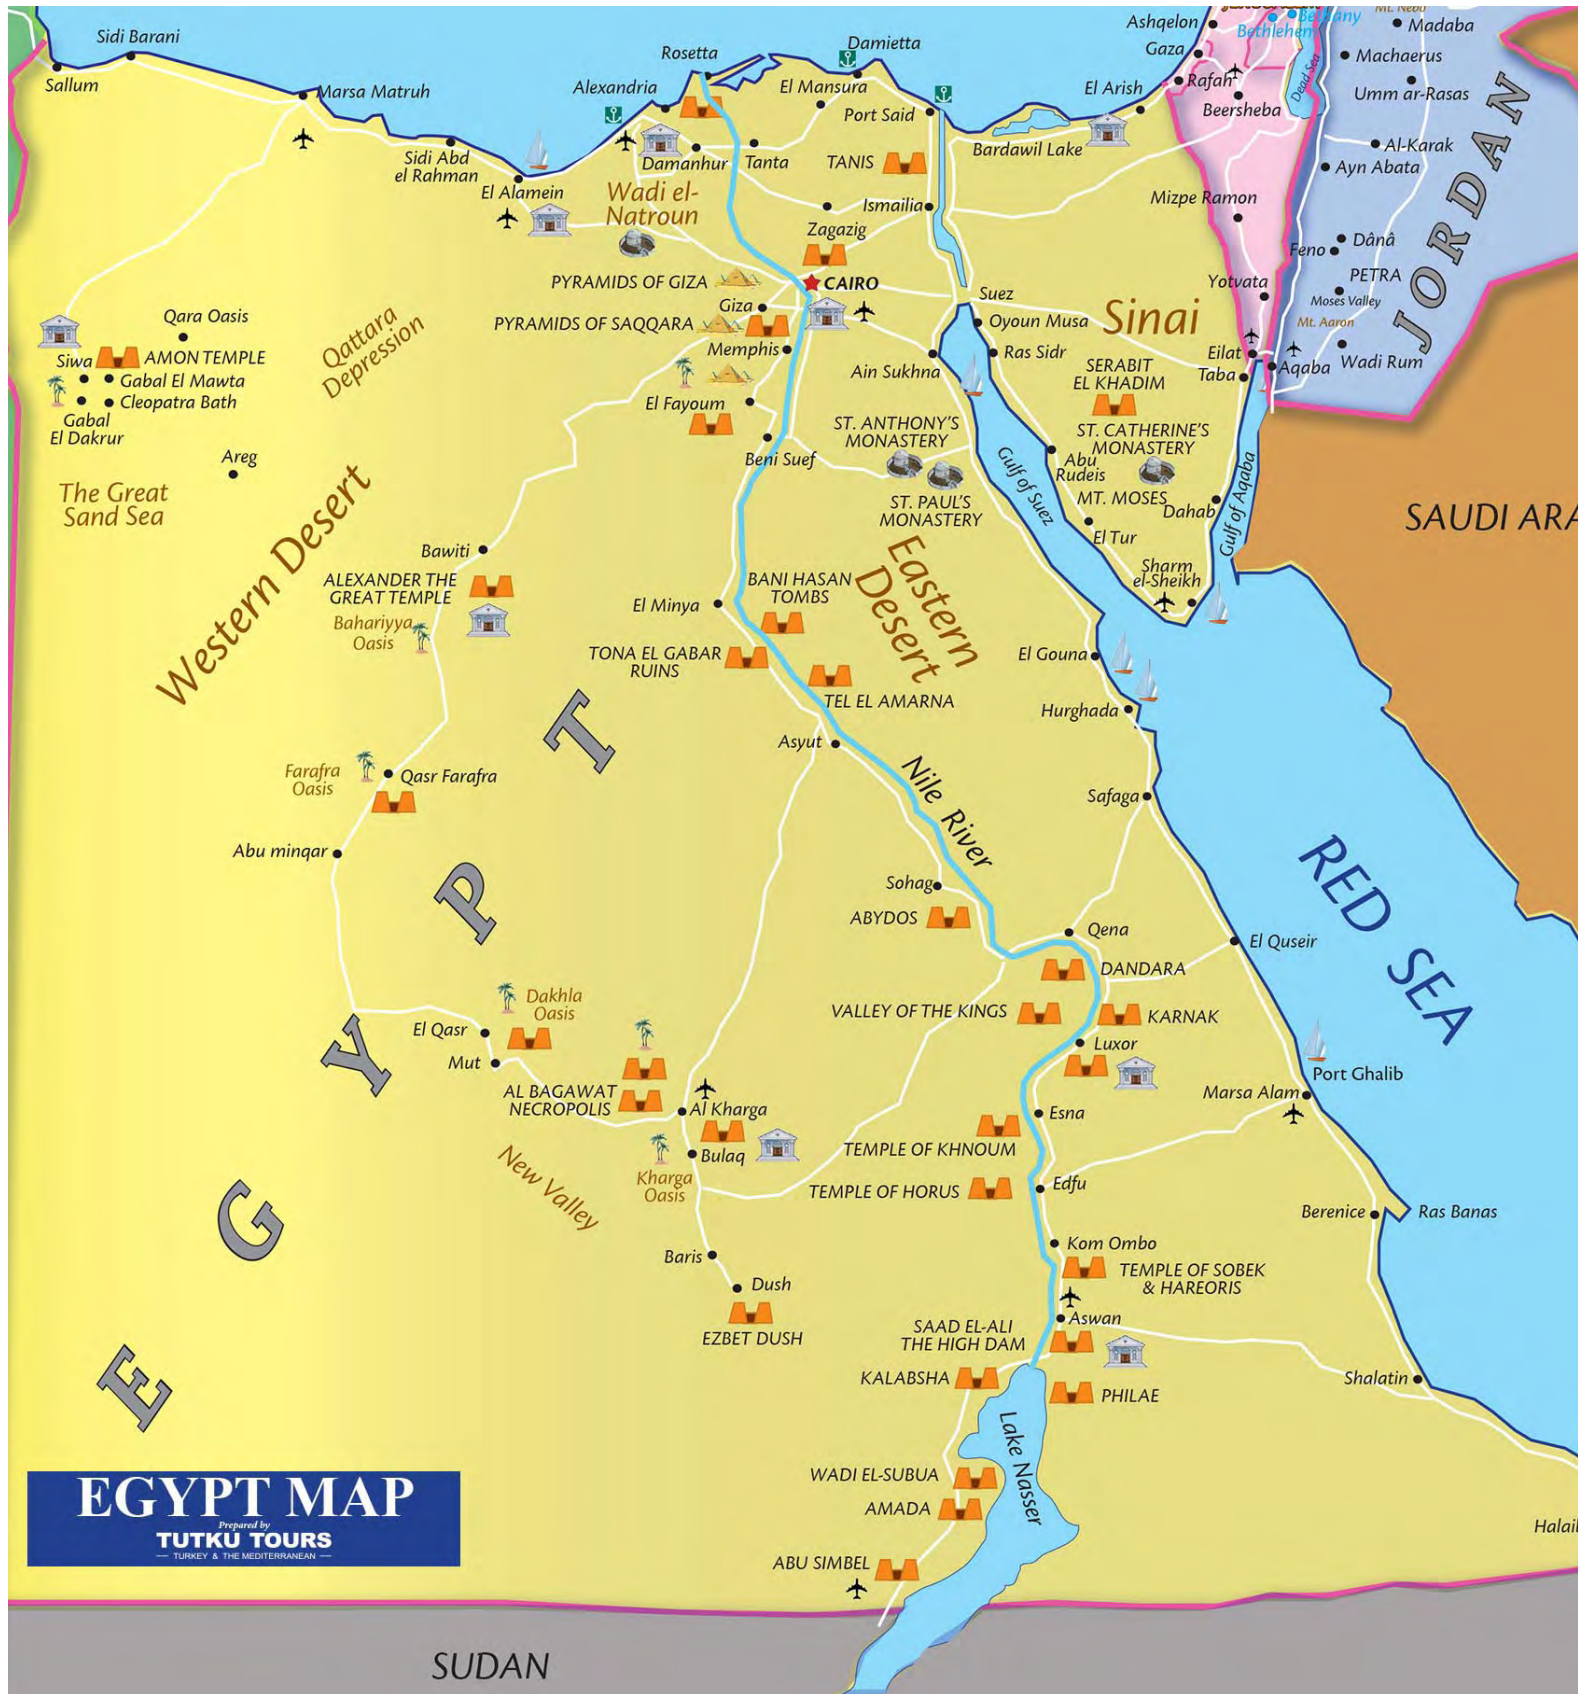 Sidi Barani
Sallum
Marsa Matruh
Sidi Abd
el Rahman
El Alamein
Alexandria
Rosetta
Damietta
El Mansura
Port Said
Damanhur
Tanta
TANIS
Wadi el-
Natroun
Ismailia
Zagazig
Bardawil Lake
El Arish
Ashqelon
Gaza
Rafah
Beersheba
Bethany
Bethlehem
Dead Sea
Mt. Nebo
Madaba
Machaerus
Umm ar-Rasas
Al-Karak
Ayn Abata
JORDAN
Mizpe Ramon
Feno
Dânâ
PETRA
Moses Valley
Mt. Aaron
Wadi Rum
Yotvata
Eilat
Taba
Aqaba
PYRAMIDS OF GIZA
CAIRO
Giza
PYRAMIDS OF SAQQARA
Memphis
Suez
Oyoun Musa
Ras Sidr
Sinai
Ain Sukhna
SERABIT
EL KHADIM
Qara Oasis
Siwa
AMON TEMPLE
Gabal El Mawta
Cleopatra Bath
Gabal
El Dakrur
Qattara
Depression
Areg
The Great
Sand Sea
Western Desert
El Fayoum
Beni Suef
ST. ANTHONY'S
MONASTERY
ST. PAUL'S
MONASTERY
ST. CATHERINE'S
MONASTERY
Abu
Rudeis
MT. MOSES
Dahab
El Tur
Gulf of Suez
Gulf of Aqaba
Sharm
el-Sheikh
SAUDI ARA
Bawiti
ALEXANDER THE
GREAT TEMPLE
Bahariyya
Oasis
El Minya
BANI HASAN
TOMBS
Eastern
Desert
TONA EL GABAR
RUINS
TEL EL AMARNA
El Gouna
Hurghada
Asyut
Nile River
Safaga
Farafra
Oasis
Qasr Farafra
Abu minqar
RED SEA
Sohag
ABYDOS
Qena
El Quseir
DANDARA
VALLEY OF THE KINGS
KARNAK
Luxor
Dakhla
Oasis
El Qasr
Mut
AL BAGAWAT
NECROPOLIS
Al Kharga
Bulaq
Kharga
Oasis
New Valley
Esna
TEMPLE OF KHNOUM
TEMPLE OF HORUS
Edfu
Port Ghalib
Marsa Alam
Berenice
Ras Banas
Baris
Dush
EZBET DUSH
Kom Ombo
TEMPLE OF SOBEK
& HAREORIS
SAAD EL-ALI
THE HIGH DAM
Aswan
KALABSHA
PHILAE
Shalatin
Lake Nasser
WADI EL-SUBUA
AMADA
ABU SIMBEL
Halai
EGYPT
EGYPT MAP
Prepared by
TUTKU TOURS
— TURKEY & THE MEDITERRANEAN —
SUDAN